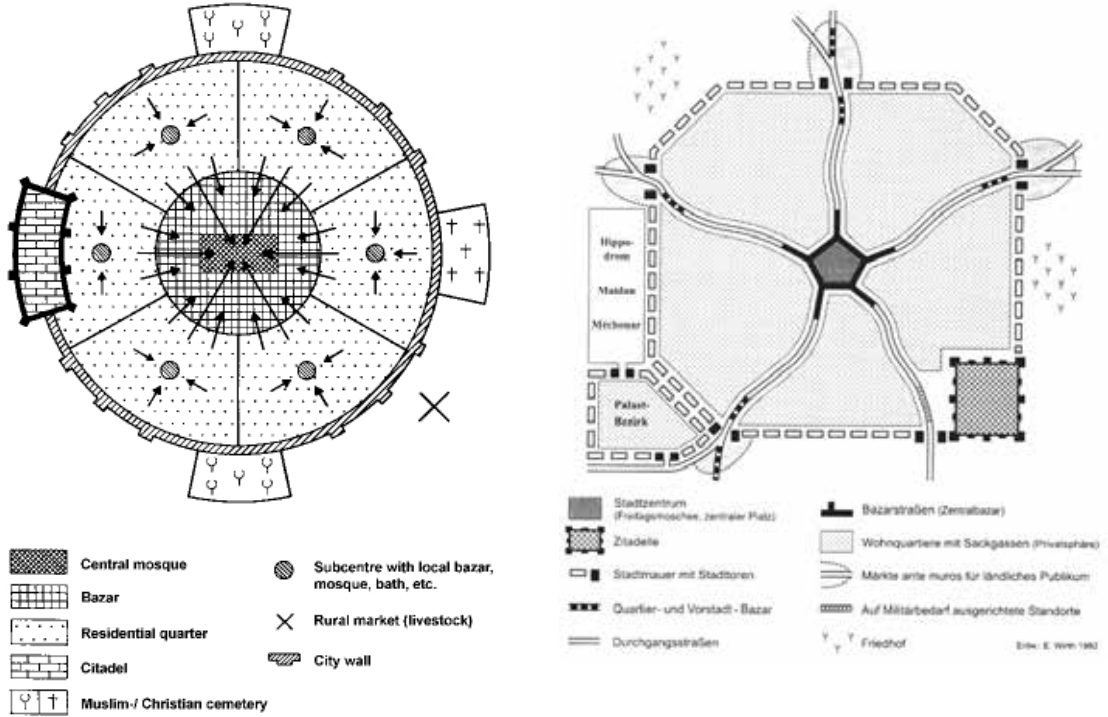 Central mosque
Bazar
Residential quarter
Citadel
Muslim-/ Christian cemetery
Subcentre with local bazar,
mosque, bath, etc.
Rural market (livestock)
City wall
Hippo-
drom
Maidan
Méchouar
Palast-
Bezirk
Stadtzentrum
(Freitagsmoschee, zentraler Platz)
Zitadelle
Stadtmauer mit Stadttoren
Quartier- und Vorstadt - Bazar
Durchgangsstraßen
Bazarstraßen (Zentralbazar)
Wohnquartiere mit Sackgassen (Privatsphäre)
Märkte ante muros für ländliches Publikum
Auf Militärbedarf ausgerichtete Standorte
Friedhof
E. Wirth